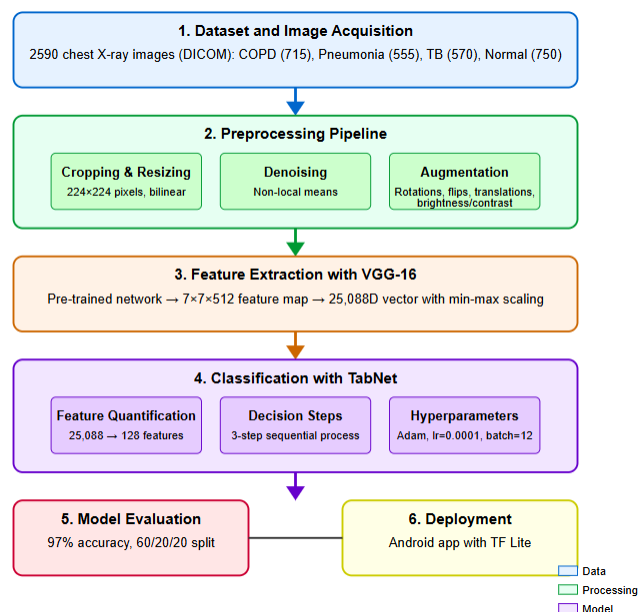 1. Dataset and Image Acquisition
2590 chest X-ray images (DICOM): COPD (715), Pneumonia (555), TB (570), Normal (750)
2. Preprocessing Pipeline
Cropping & Resizing
224×224 pixels, bilinear
Denoising
Non-local means
Augmentation
Rotations, flips, translations,
brightness/contrast
3. Feature Extraction with VGG-16
Pre-trained network → 7×7×512 feature map → 25,088D vector with min-max scaling
4. Classification with TabNet
Feature Quantification
25,088 → 128 features
Decision Steps
3-step sequential process
Hyperparameters
Adam, lr=0.0001, batch=12
5. Model Evaluation
97% accuracy, 60/20/20 split
6. Deployment
Android app with TF Lite
Data
Processing
Model